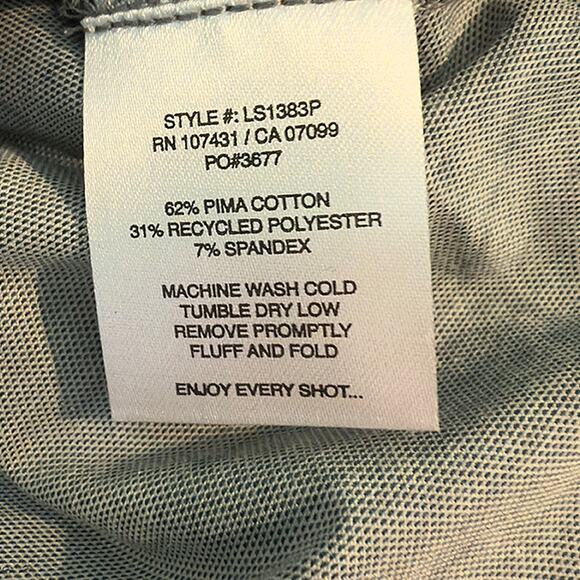 STYLE #: LS1383P
RN 107431 / CA 07099
PO#3677
62% PIMA COTTON
31% RECYCLED POLYESTER
7% SPANDEX
MACHINE WASH COLD
TUMBLE DRY LOW
REMOVE PROMPTLY
FLUFF AND FOLD
ENJOY EVERY SHOT...